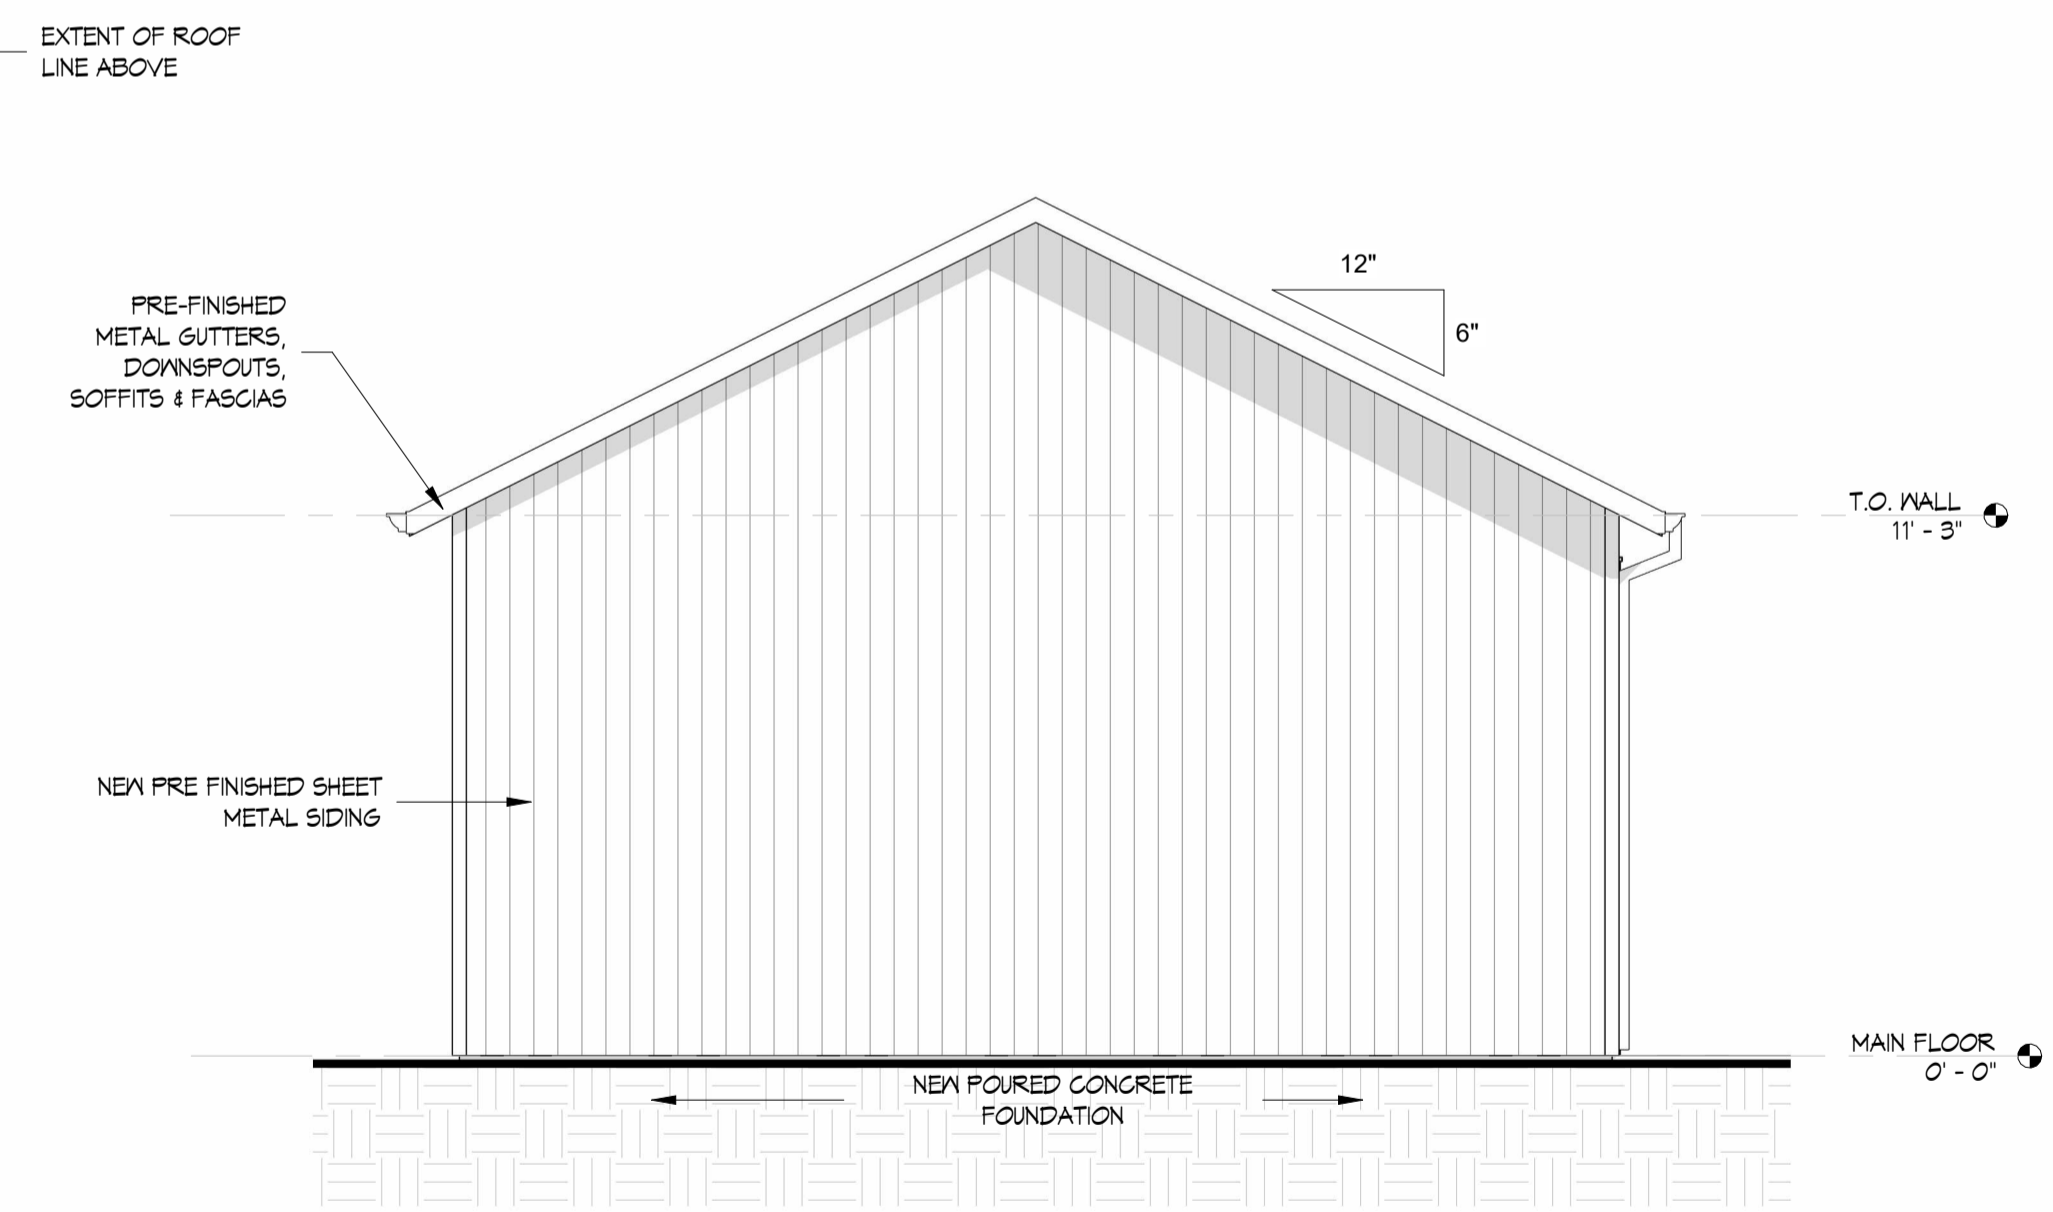 EXTENT OF ROOF
LINE ABOVE
12"
6"
PRE-FINISHED
METAL GUTTERS,
DOWNSPOUTS,
SOFFITS & FASCIAS
T.O. WALL
11' - 3"
NEW PRE FINISHED SHEET
METAL SIDING
MAIN FLOOR
0' - 0"
NEW POURED CONCRETE
FOUNDATION